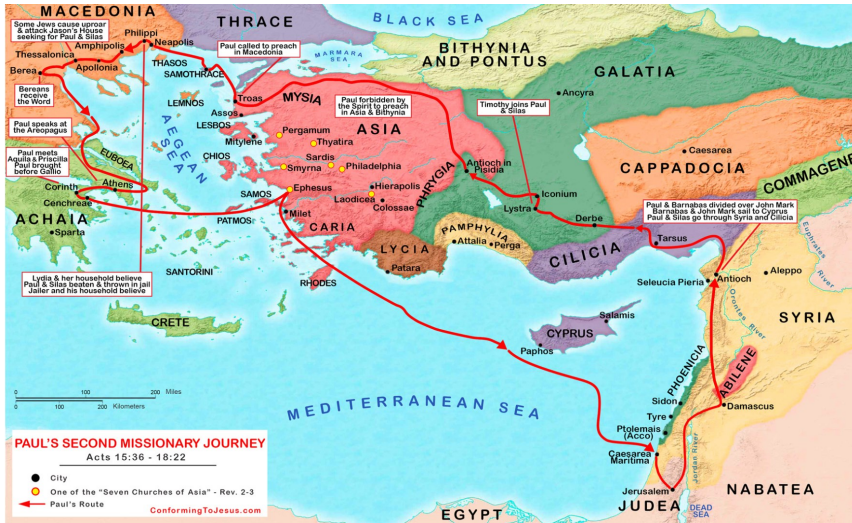 MACEDONIA
THRACE
BLACK SEA
Some Jews cause uproar
& attack Jason's House
seeking for Paul & Silas
Philippi
Neapolis
Amphipolis
Thessalonica
Apollonia
Berea
THASOS
SAMOTHRACE
Paul called to preach
in Macedonia
MARMARA
SEA
BITHYNIA
AND PONTUS
GALATIA
Bereans
receive
the Word
LEMNOS
Troas
MYSIA
Paul forbidden by
the Spirit to preach
in Asia & Bithynia
Timothy joins Paul
& Silas
Ancyra
Assos
LESBOS
Mitylene
ASIA
Paul speaks at
the Areopagus
AEGEAN
SEA
Pergamum
Thyatira
Paul meets
Aquila & Priscilla
Paul brought
before Gallio
EUBOEA
CHIOS
Sardis
Smyrna
Philadelphia
Antioch in
Pisidia
PHRYGIA
Caesarea
CAPPADOCIA
COMMAGENE
Corinth
Athens
Cenchreae
SAMOS
Ephesus
Hierapolis
Laodicea
Colossae
Iconium
Lystra
Derbe
Paul & Barnabas divided over John Mark
Barnabas & John Mark sail to Cyprus
Paul & Silas go through Syria and Cilicia
ACHAIA
Sparta
PATMOS
Milet
CARIA
LYCIA
PAMPHYLIA
Attalia
Perga
CILICIA
Tarsus
Euphrates River
Lydia & her household believe
Paul & Silas beaten & thrown in jail
Jailer and his household believe
SANTORINI
RHODES
Patara
Seleucia Pieria
Antioch
Aleppo
Orontes River
CRETE
CYPRUS
Salamis
Paphos
SYRIA
PHOENICIA
ABILENE
0
100
200
Miles
0
100
200
Kilometers
MEDITERRANEAN SEA
Sidon
Damascus
Tyre
Ptolemais
(Acco)
Caesarea
Maritima
Jordan River
Jerusalem
JUDEA
DEAD
SEA
NABATEA
EGYPT
PAUL'S SECOND MISSIONARY JOURNEY
Acts 15:36 - 18:22
City
One of the "Seven Churches of Asia" - Rev. 2-3
Paul's Route
ConformingToJesus.com